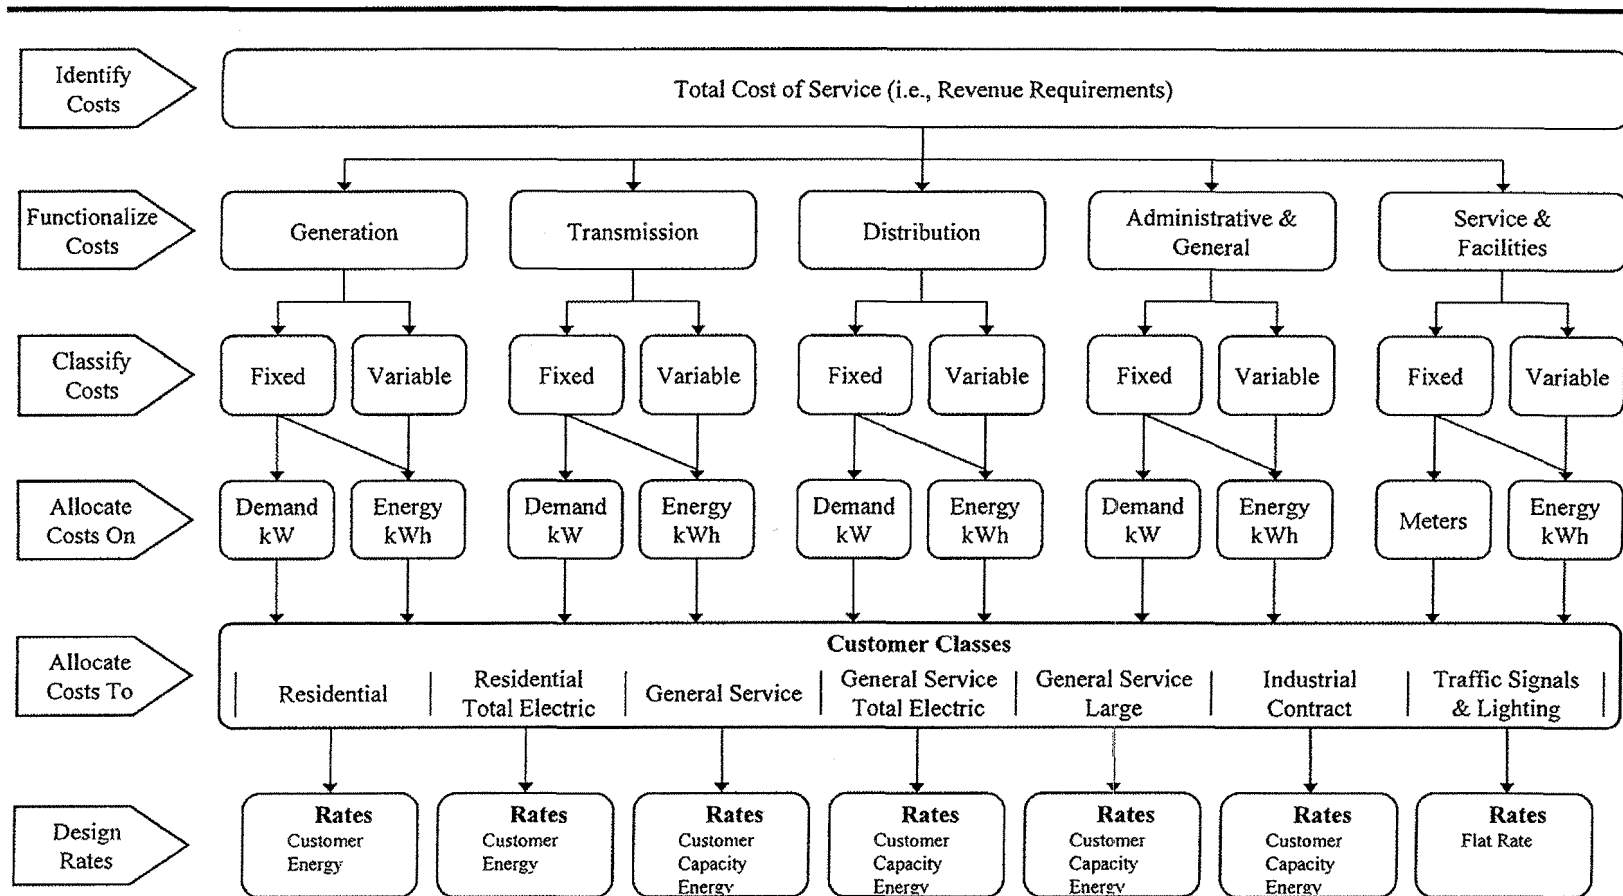 Identify
Costs
Total Cost of Service (i.e., Revenue Requirements)
Functionalize
Costs
Generation
Transmission
Distribution
Administrative &
General
Service &
Facilities
Classify
Costs
Fixed
Variable
Fixed
Variable
Fixed
Variable
Fixed
Variable
Fixed
Variable
Allocate
Costs On
Demand
kW
Energy
kWh
Demand
kW
Energy
kWh
Demand
kW
Energy
kWh
Demand
kW
Energy
kWh
Meters
Energy
kWh
Allocate
Costs To
Customer Classes
Residential
Residential
Total Electric
General Service
General Service
Total Electric
General Service
Large
Industrial
Contract
Traffic Signals
& Lighting
Design
Rates
Rates
Customer
Energy
Rates
Customer
Energy
Rates
Customer
Capacity
Energy
Rates
Customer
Capacity
Energy
Rates
Customer
Capacity
Energy
Rates
Customer
Capacity
Energy
Rates
Flat Rate